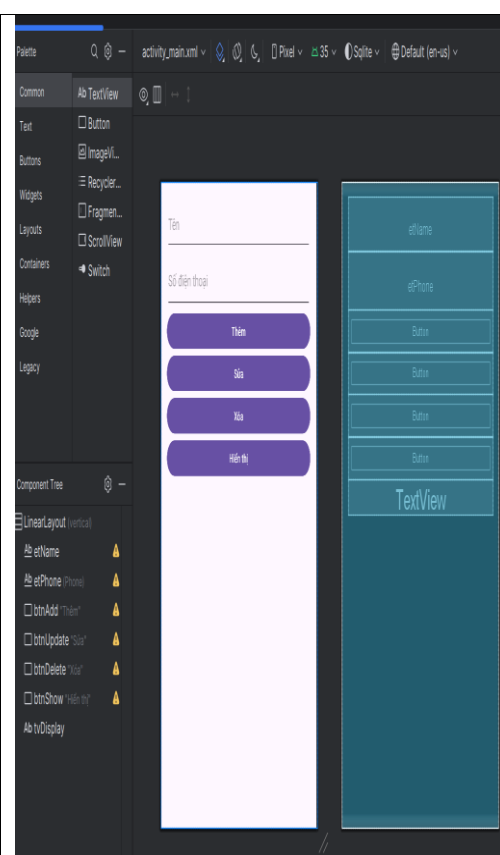 Palette
activity_main.xml
Pixel
35
Sqlite
Default (en-us)
Common
Text
Buttons
Widgets
Layouts
Containers
Helpers
Google
Legacy
Ab TextView
Button
ImageVi...
Recycler...
Fragmen...
ScrollView
Switch
Component Tree
LinearLayout (vertical)
Ab etName
Ab etPhone (Phone)
btnAdd "Thêm"
btnUpdate "Sửa"
btnDelete "Xóa"
btnShow "Hiển thị"
Ab tvDisplay
Tên
Số điện thoại
Thêm
Sửa
Xóa
Hiển thị
etName
etPhone
Button
Button
Button
Button
TextView